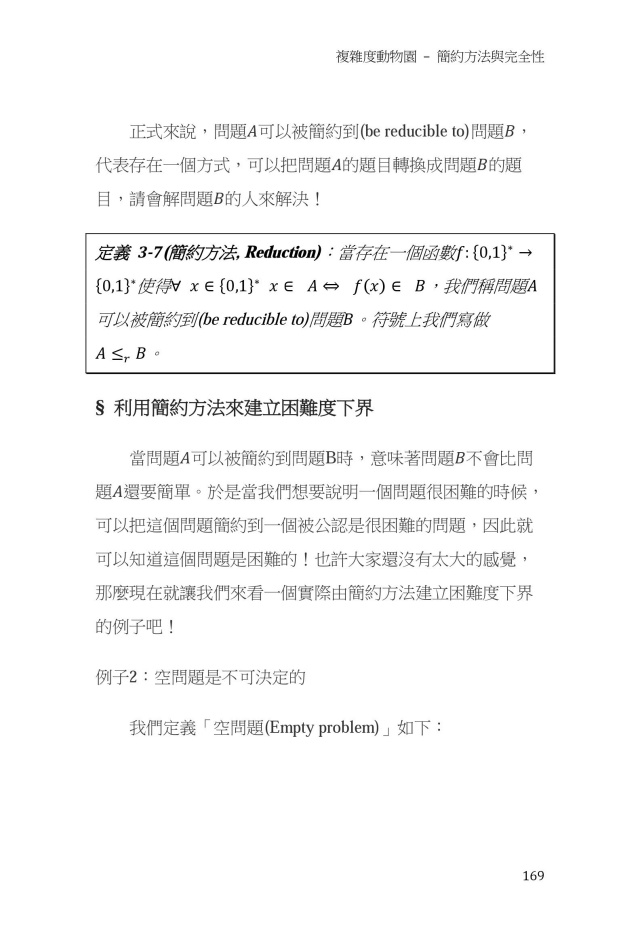 複雜度動物園 – 簡約方法與完全性
正式來說，問題𝐴可以被簡約到(be reducible to)問題𝐵，
代表存在一個方式，可以把問題𝐴的題目轉換成問題𝐵的題
目，請會解問題𝐵的人來解決！
定義 3-7(簡約方法, Reduction)：當存在一個函數𝑓: {0,1}* →
{0,1}*使得∀ 𝑥 ∈ {0,1}* 𝑥 ∈ 𝐴 ⇔ 𝑓(𝑥) ∈ 𝐵，我們稱問題𝐴
可以被簡約到(be reducible to)問題𝐵。符號上我們寫做
𝐴 ≤ᵣ 𝐵。
§ 利用簡約方法來建立困難度下界
當問題𝐴可以被簡約到問題B時，意味著問題𝐵不會比問
題𝐴還要簡單。於是當我們想要說明一個問題很困難的時候，
可以把這個問題簡約到一個被公認是很困難的問題，因此就
可以知道這個問題是困難的！也許大家還沒有太大的感覺，
那麼現在就讓我們來看一個實際由簡約方法建立困難度下界
的例子吧！
例子2：空問題是不可決定的
我們定義「空問題(Empty problem)」如下：
169